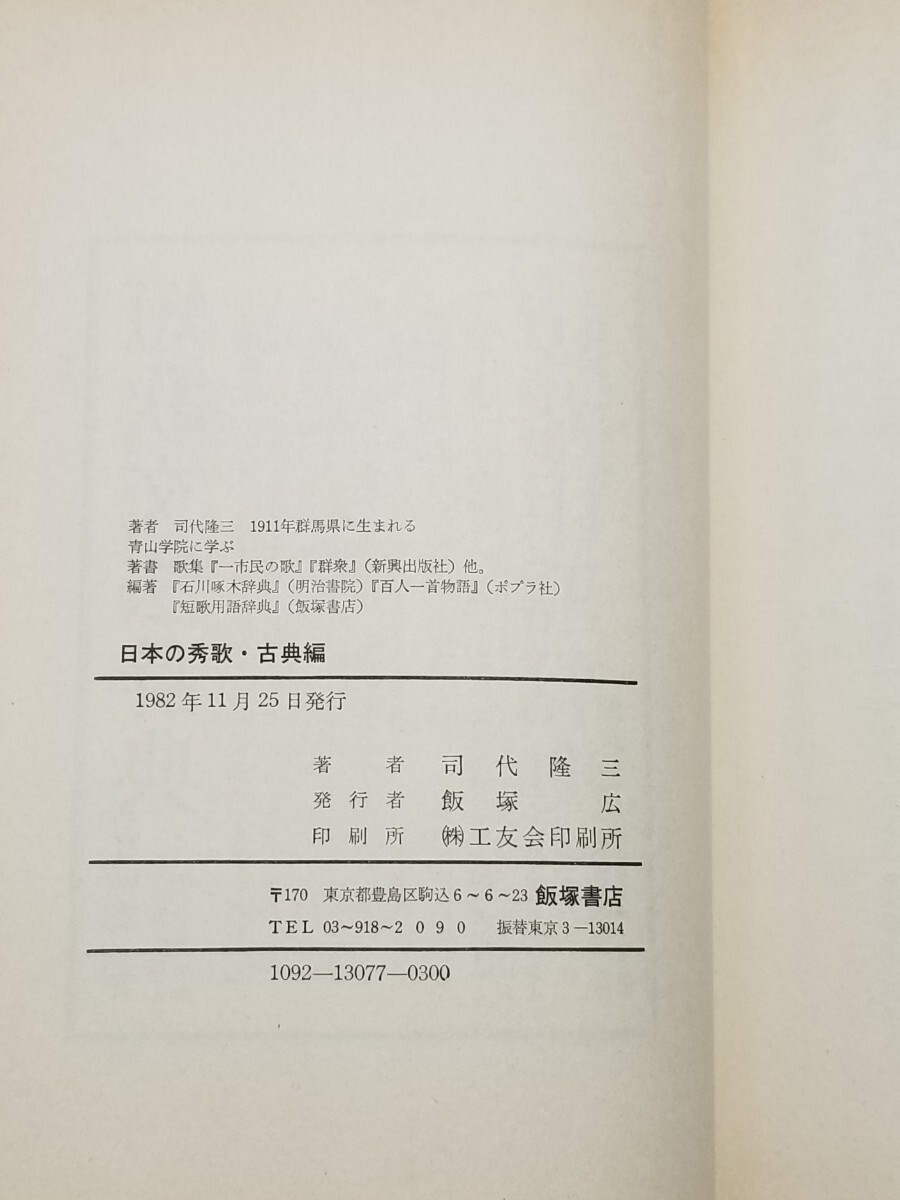 著者　司代隆三　1911年群馬県に生まれる
青山学院に学ぶ
著書　歌集『一市民の歌』『群衆』（新興出版社）他。
編著　『石川啄木辞典』（明治書院）『百人一首物語』（ポプラ社）
『短歌用語辞典』（飯塚書店）
日本の秀歌・古典編
1982年11月25日発行
著者　司代隆三
発行者　飯塚広
印刷所　㈱工友会印刷所
〒170　東京都豊島区駒込6～6～23 飯塚書店
TEL 03～918～2090　振替東京3―13014
1092―13077―0300